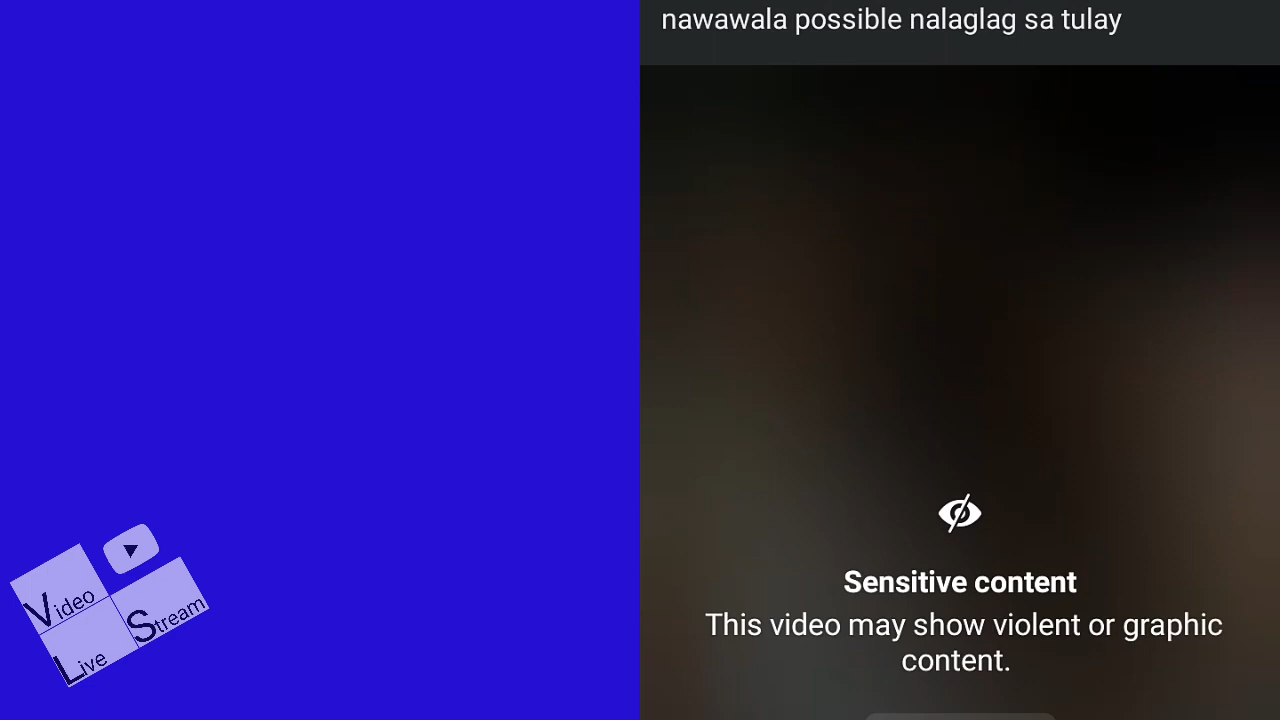 nawawala possible nalaglag sa tulay
Sensitive content
This video may show violent or graphic
content.
Video
Live
Stream